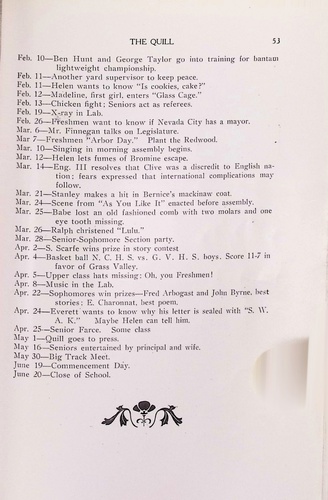 THE QUILL 53
Feb. 10—Ben Hunt and George Taylor go into training for bantam
lightweight championship.
Feb. 11—Another yard supervisor to keep peace.
Feb. 11—Helen wants to know "Is cookies, cake?"
Feb. 12—Madeline, first girl, enters "Glass Cage."
Feb. 13—Chicken fight; Seniors act as referees.
Feb. 19—X-ray in Lab.
Feb. 26—Freshmen want to know if Nevada City has a mayor.
Mar. 6—Mr. Finnegan talks on Legislature.
Mar. 7—Freshmen "Arbor Day." Plant the Redwood.
Mar. 10—Singing in morning assembly begins.
Mar. 12—Helen lets fumes of Bromine escape.
Mar. 14—Eng. III resolves that Clive was a discredit to English na-
tion; fears expressed that international complications may
follow.
Mar. 21—Stanley makes a hit in Bernice's mackinaw coat.
Mar. 24—Scene from "As You Like It" enacted before assembly.
Mar. 25—Babe lost an old fashioned comb with two molars and one
eye tooth missing.
Mar. 26—Ralph christened "Lulu."
Mar. 28—Senior-Sophomore Section party.
Apr. 2—S. Scarfe wins prize in story contest
Apr. 4—Basket ball N. C. H. S. vs. G. V. H. S. boys. Score 11-7 in
favor of Grass Valley.
Apr. 5—Upper class hats missing; Oh, you Freshmen!
Apr. 8—Music in the Lab.
Apr. 22—Sophomores win prizes—Fred Arbogast and John Byrne, best
stories; E. Charonnat, best poem.
Apr. 24—Everett wants to know why his letter is sealed with "S. W.
A. K." Maybe Helen can tell him.
Apr. 25—Senior Farce. Some class
May 1—Quill goes to press.
May 16—Seniors entertained by principal and wife.
May 30—Big Track Meet.
June 19—Commencement Day.
June 20—Close of School.